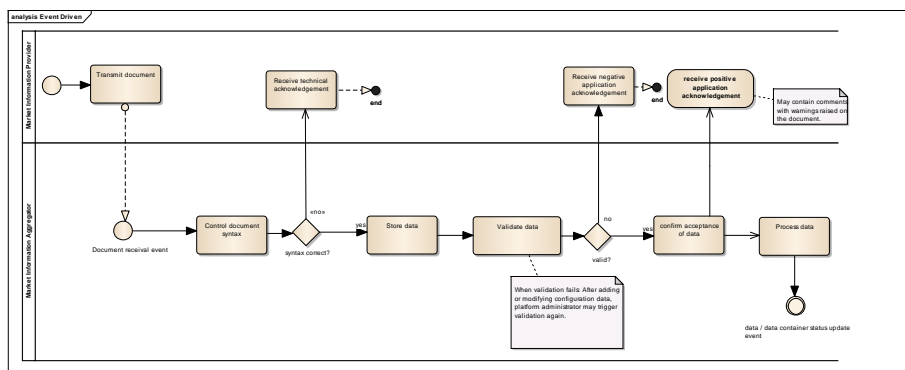 analysis Event Driven
Market Information Provider
Transmit document
Receive technical
acknowledgement
end
Receive negative
application
acknowledgement
end
receive positive
application
acknowledgement
May contain comments
with warnings raised on
the document.
Market Information Aggregator
Document receival event
Control document
syntax
«no»
syntax correct?
yes
Store data
Validate data
no
valid?
yes
confirm acceptance
of data
Process data
When validation fails: After adding
or modifying configuration data,
platform administrator may trigger
validation again.
data / data container status update
event